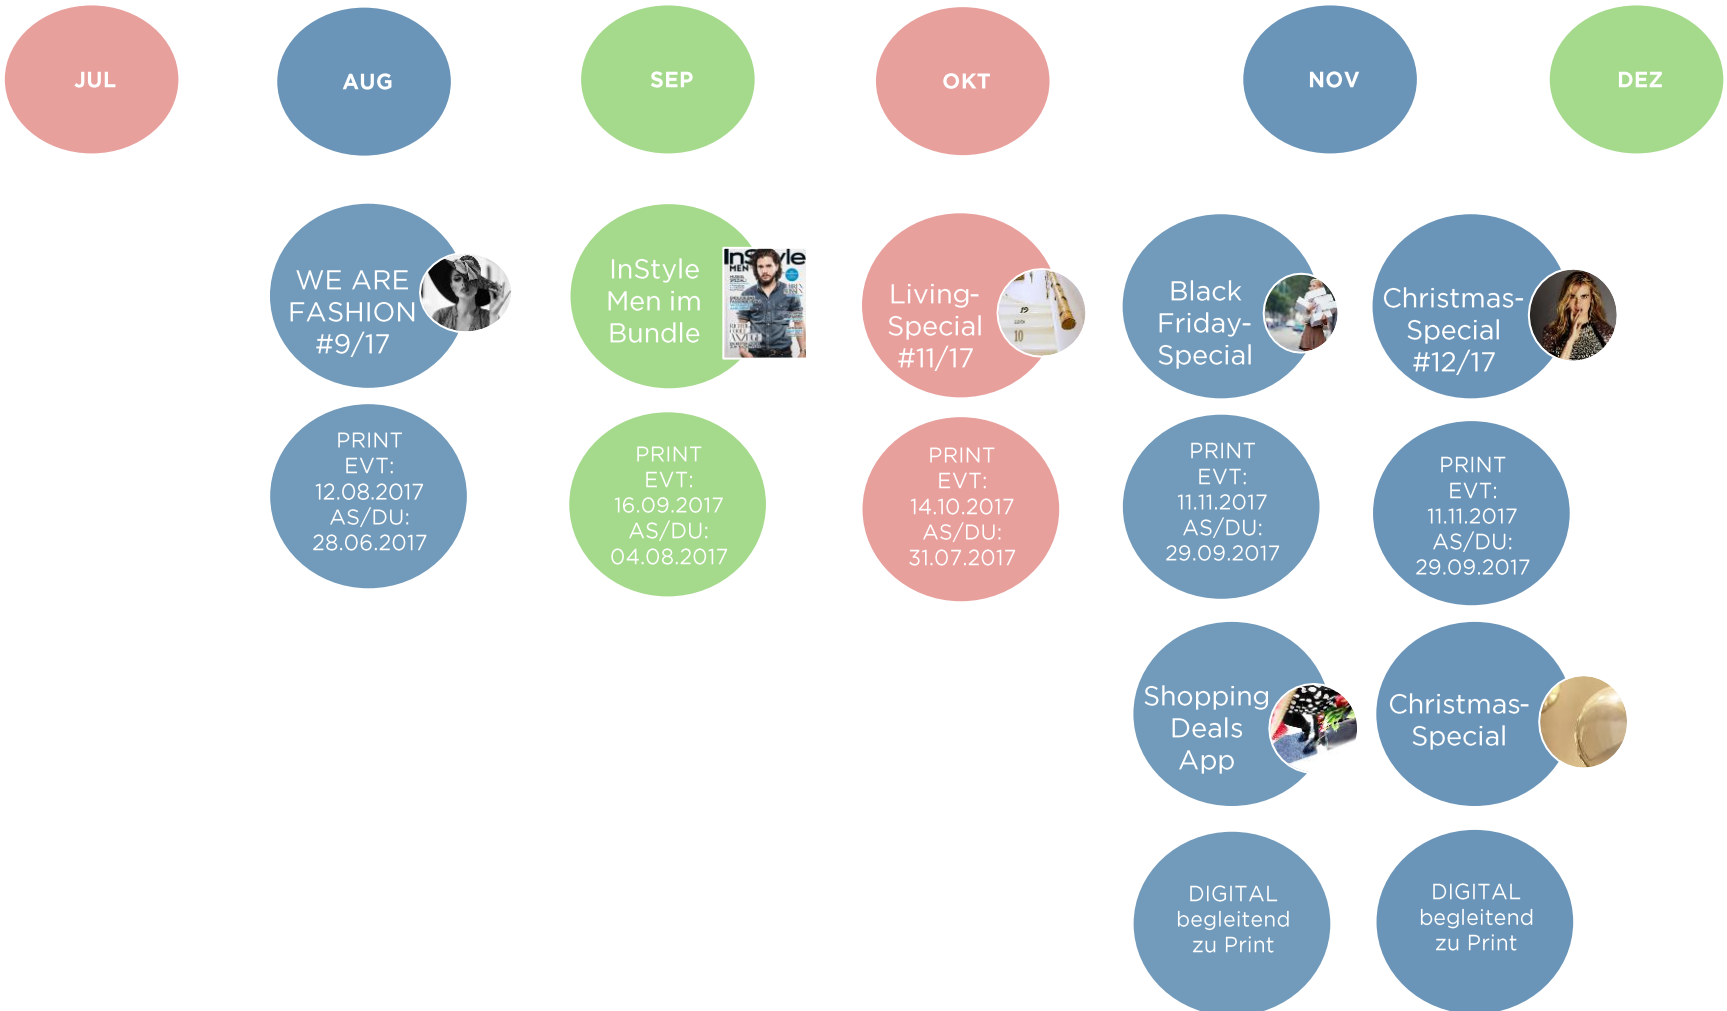 JUL
AUG
SEP
OKT
NOV
DEZ
WE ARE
FASHION
#9/17
InStyle
Men im
Bundle
InStyle
MEN
Living-
Special
#11/17
19
10
Black
Friday-
Special
Christmas-
Special
#12/17
PRINT
EVT:
12.08.2017
AS/DU:
28.06.2017
PRINT
EVT:
16.09.2017
AS/DU:
04.08.2017
PRINT
EVT:
14.10.2017
AS/DU:
31.07.2017
PRINT
EVT:
11.11.2017
AS/DU:
29.09.2017
PRINT
EVT:
11.11.2017
AS/DU:
29.09.2017
Shopping
Deals
App
Christmas-
Special
DIGITAL
begleitend
zu Print
DIGITAL
begleitend
zu Print